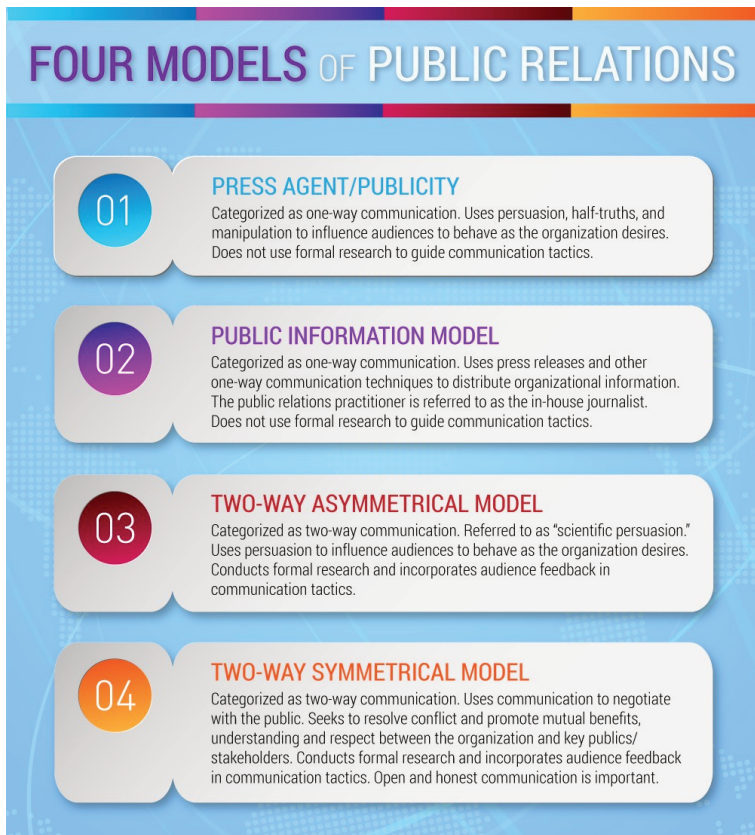 FOUR MODELS OF PUBLIC RELATIONS
01
PRESS AGENT/PUBLICITY
Categorized as one-way communication. Uses persuasion, half-truths, and
manipulation to influence audiences to behave as the organization desires.
Does not use formal research to guide communication tactics.
02
PUBLIC INFORMATION MODEL
Categorized as one-way communication. Uses press releases and other
one-way communication techniques to distribute organizational information.
The public relations practitioner is referred to as the in-house journalist.
Does not use formal research to guide communication tactics.
03
TWO-WAY ASYMMETRICAL MODEL
Categorized as two-way communication. Referred to as “scientific persuasion.”
Uses persuasion to influence audiences to behave as the organization desires.
Conducts formal research and incorporates audience feedback in
communication tactics.
04
TWO-WAY SYMMETRICAL MODEL
Categorized as two-way communication. Uses communication to negotiate
with the public. Seeks to resolve conflict and promote mutual benefits,
understanding and respect between the organization and key publics/
stakeholders. Conducts formal research and incorporates audience feedback
in communication tactics. Open and honest communication is important.